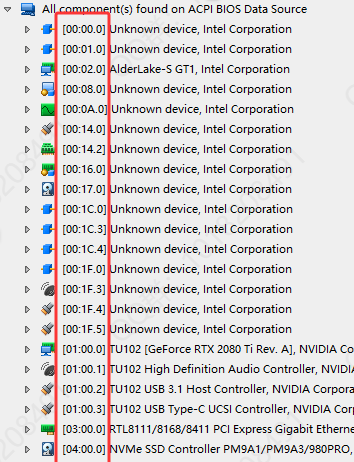 All component(s) found on ACPI BIOS Data Source
[00:00.0] Unknown device, Intel Corporation
[00:01.0] Unknown device, Intel Corporation
[00:02.0] AlderLake-S GT1, Intel Corporation
[00:08.0] Unknown device, Intel Corporation
[00:0A.0] Unknown device, Intel Corporation
[00:14.0] Unknown device, Intel Corporation
[00:14.2] Unknown device, Intel Corporation
[00:16.0] Unknown device, Intel Corporation
[00:17.0] Unknown device, Intel Corporation
[00:1C.0] Unknown device, Intel Corporation
[00:1C.3] Unknown device, Intel Corporation
[00:1C.4] Unknown device, Intel Corporation
[00:1F.0] Unknown device, Intel Corporation
[00:1F.3] Unknown device, Intel Corporation
[00:1F.4] Unknown device, Intel Corporation
[00:1F.5] Unknown device, Intel Corporation
[01:00.0] TU102 [GeForce RTX 2080 Ti Rev. A], NVIDIA Co
[01:00.1] TU102 High Definition Audio Controller, NVIDI
[01:00.2] TU102 USB 3.1 Host Controller, NVIDIA Corpora
[01:00.3] TU102 USB Type-C UCSI Controller, NVIDIA Corp
[03:00.0] RTL8111/8168/8411 PCI Express Gigabit Etherne
[04:00.0] NVMe SSD Controller PM9A1/PM9A3/980PRO,